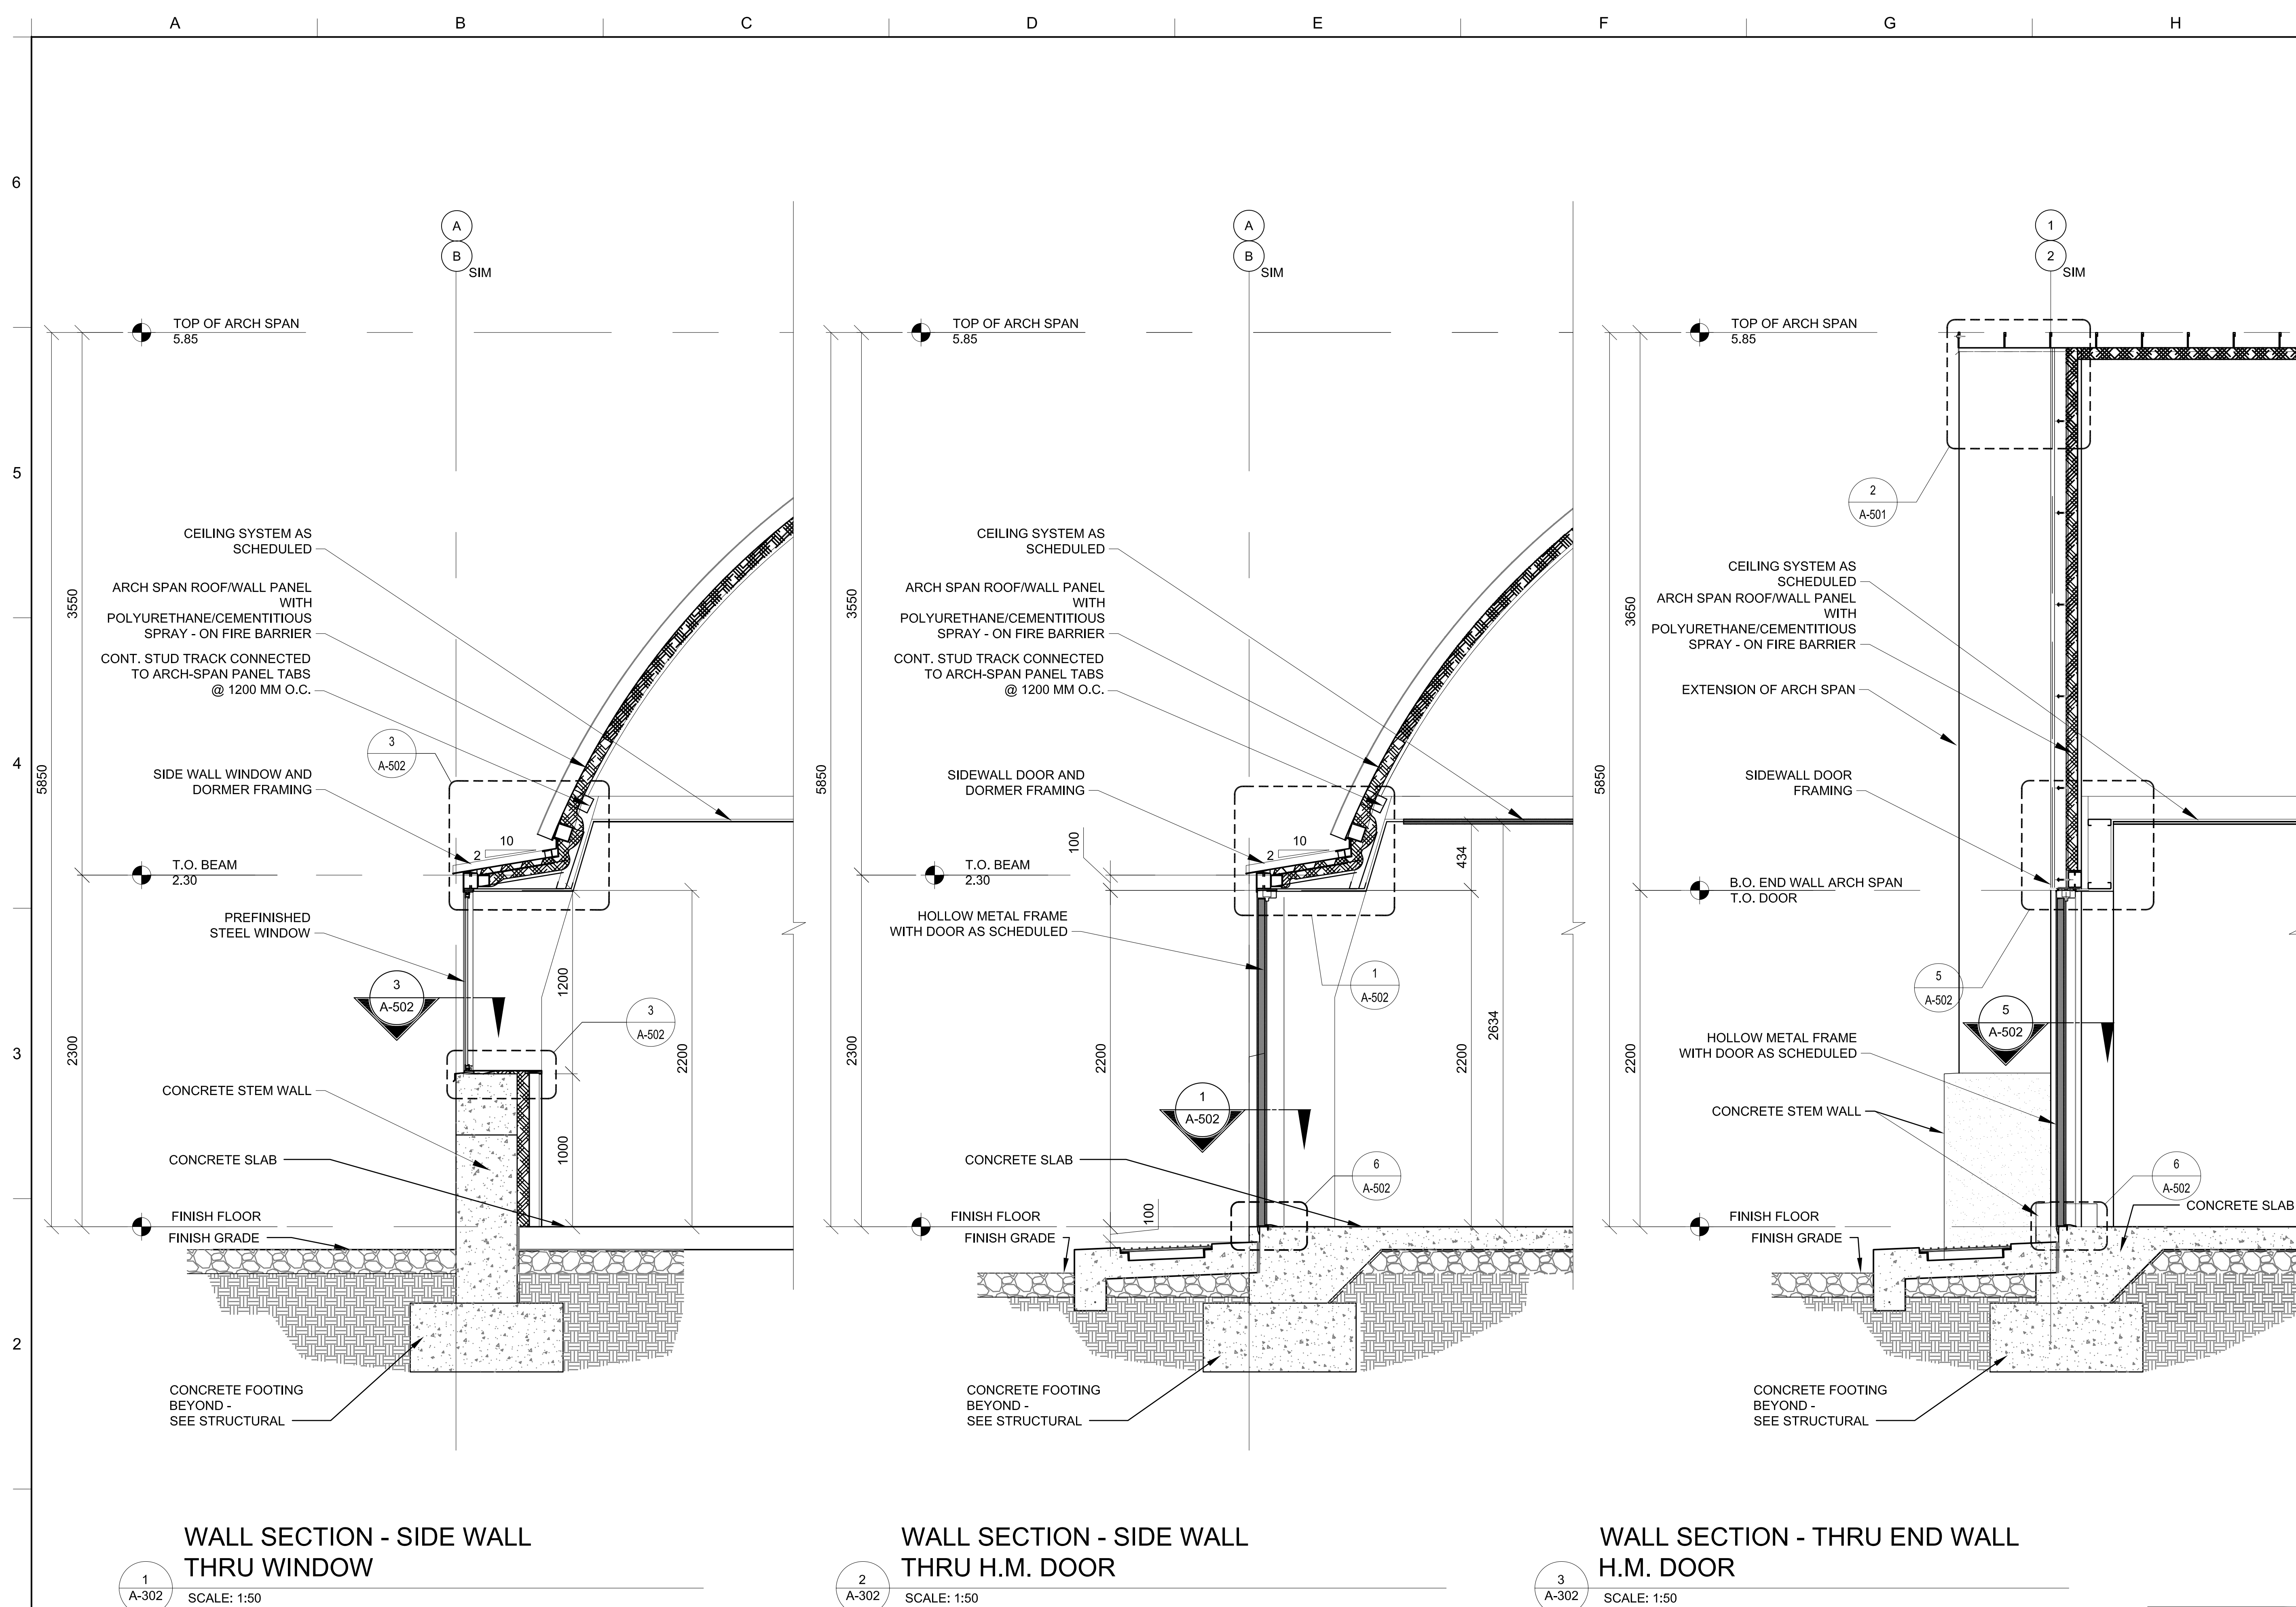 A
B
C
D
E
F
G
H
6
5
4
3
2
A
B
SIM
TOP OF ARCH SPAN
5.85
CEILING SYSTEM AS
SCHEDULED
ARCH SPAN ROOF/WALL PANEL
WITH
POLYURETHANE/CEMENTITIOUS
SPRAY - ON FIRE BARRIER
CONT. STUD TRACK CONNECTED
TO ARCH-SPAN PANEL TABS
@ 1200 MM O.C.
3
A-502
SIDE WALL WINDOW AND
DORMER FRAMING
10
2
T.O. BEAM
2.30
PREFINISHED
STEEL WINDOW
3
A-502
3
A-502
CONCRETE STEM WALL
CONCRETE SLAB
FINISH FLOOR
FINISH GRADE
CONCRETE FOOTING
BEYOND -
SEE STRUCTURAL
5850
3550
2300
1200
1000
2200
WALL SECTION - SIDE WALL
THRU WINDOW
1
A-302
SCALE: 1:50
A
B
SIM
TOP OF ARCH SPAN
5.85
CEILING SYSTEM AS
SCHEDULED
ARCH SPAN ROOF/WALL PANEL
WITH
POLYURETHANE/CEMENTITIOUS
SPRAY - ON FIRE BARRIER
CONT. STUD TRACK CONNECTED
TO ARCH-SPAN PANEL TABS
@ 1200 MM O.C.
SIDEWALL DOOR AND
DORMER FRAMING
10
2
T.O. BEAM
2.30
HOLLOW METAL FRAME
WITH DOOR AS SCHEDULED
1
A-502
1
A-502
CONCRETE SLAB
6
A-502
FINISH FLOOR
FINISH GRADE
CONCRETE FOOTING
BEYOND -
SEE STRUCTURAL
5850
3550
2300
100
2200
100
434
2200
2634
WALL SECTION - SIDE WALL
THRU H.M. DOOR
2
A-302
SCALE: 1:50
1
2
SIM
TOP OF ARCH SPAN
5.85
2
A-501
CEILING SYSTEM AS
SCHEDULED
ARCH SPAN ROOF/WALL PANEL
WITH
POLYURETHANE/CEMENTITIOUS
SPRAY - ON FIRE BARRIER
EXTENSION OF ARCH SPAN
SIDEWALL DOOR
FRAMING
B.O. END WALL ARCH SPAN
T.O. DOOR
5
A-502
5
A-502
HOLLOW METAL FRAME
WITH DOOR AS SCHEDULED
CONCRETE STEM WALL
6
A-502
CONCRETE SLAB
FINISH FLOOR
FINISH GRADE
CONCRETE FOOTING
BEYOND -
SEE STRUCTURAL
5850
3650
2200
WALL SECTION - THRU END WALL
H.M. DOOR
3
A-302
SCALE: 1:50